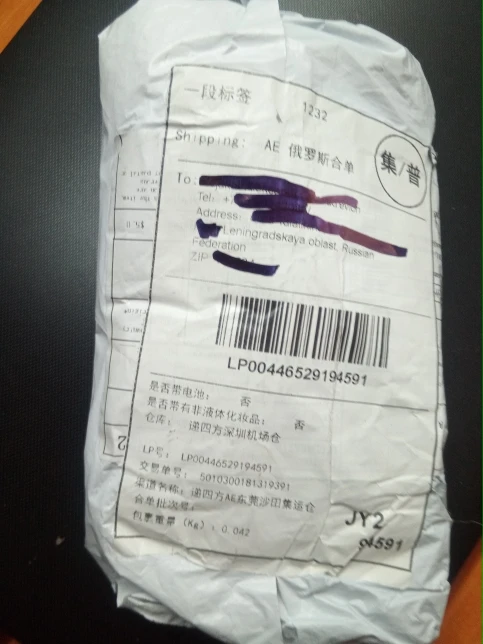 一段标签
1232
Shipping: AE 俄罗斯合单
集/普
To:
Tel: +
Address:
Leningradskaya oblast, Russian
Federation
ZIP
LP00446529194591
是否带电池: 否
是否带有非液体化妆品: 否
仓库: 递四方深圳机场仓
LP号: LP00446529194591
交易单号: 5010300181319391
渠道名称: 递四方AE东莞沙田集运仓
合单批次号:
包裹重量 (Kg): 0.042
JY2
04591